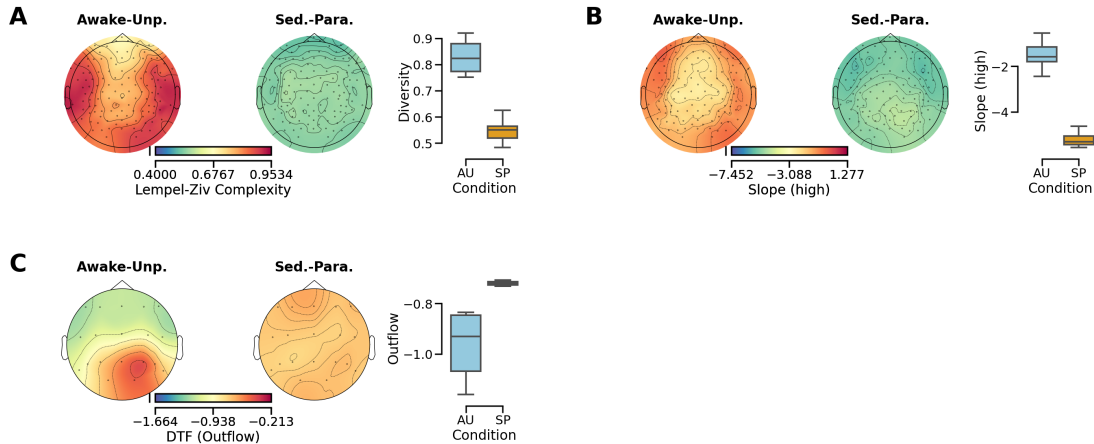 A
Awake-Unp.
Sed.-Para.
0.4000 0.6767 0.9534
Lempel-Ziv Complexity
Diversity
0.9
0.8
0.7
0.6
0.5
AU SP
Condition
B
Awake-Unp.
Sed.-Para.
−7.452 −3.088 1.277
Slope (high)
Slope (high)
−2
−4
AU SP
Condition
C
Awake-Unp.
Sed.-Para.
−1.664 −0.938 −0.213
DTF (Outflow)
Outflow
−0.8
−1.0
AU SP
Condition